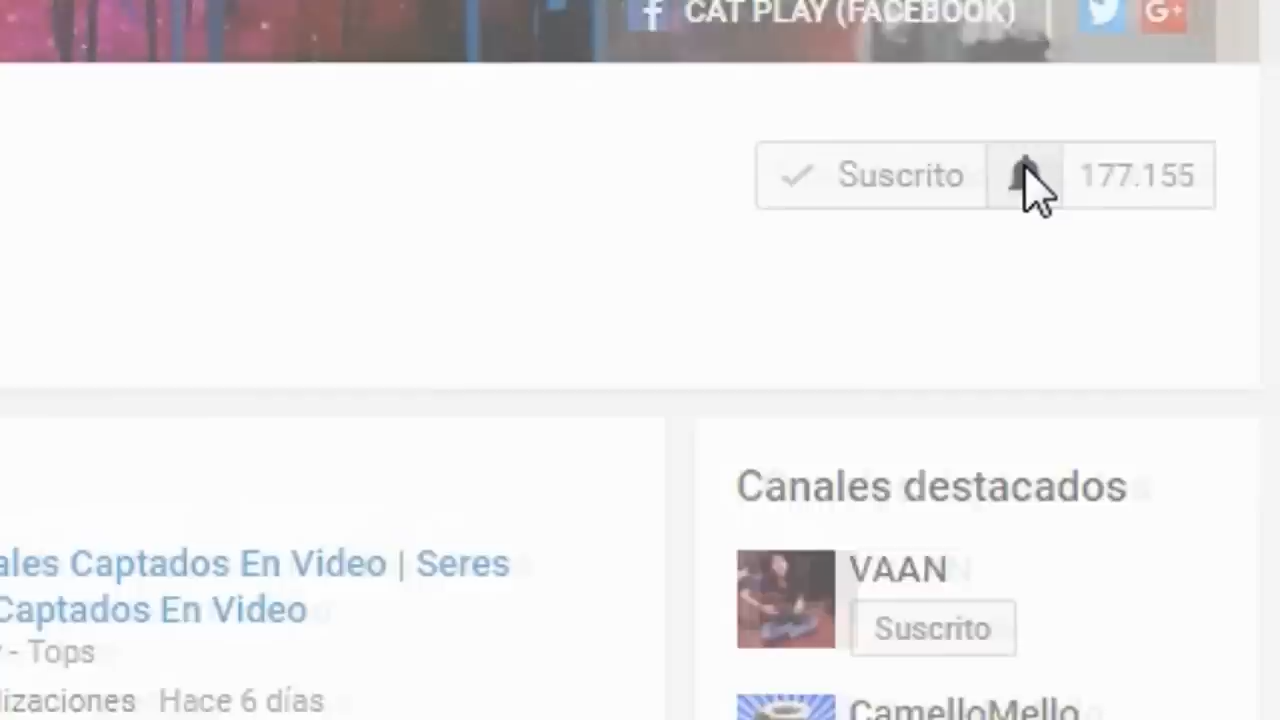 CAT PLAY (FACEBOOK)
Suscrito
177.155
Canales destacados
ales Captados En Video | Seres
Captados En Video
- Tops
lizaciones Hace 6 días
VAAN
Suscrito
CamelloMello